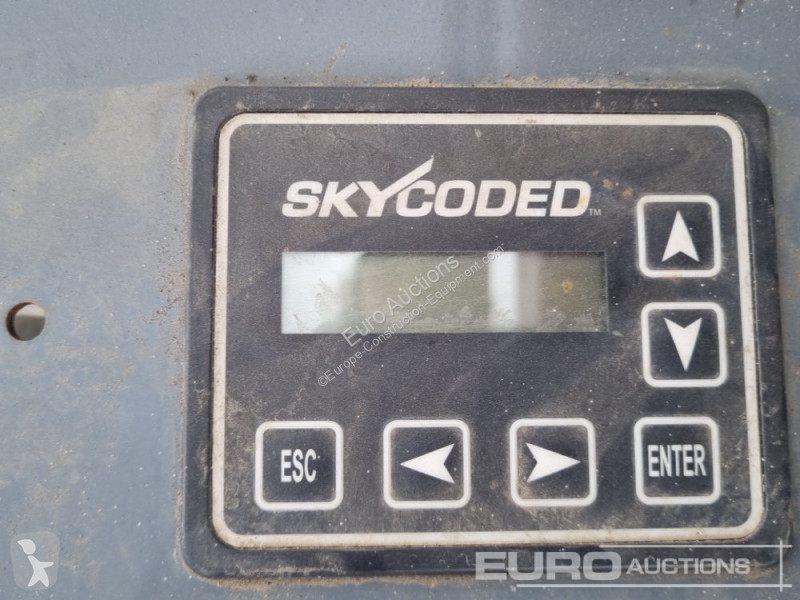 SKYCODED™
Euro Auctions
©Europe-Construction-Equipment.com
ESC
ENTER
EURO AUCTIONS